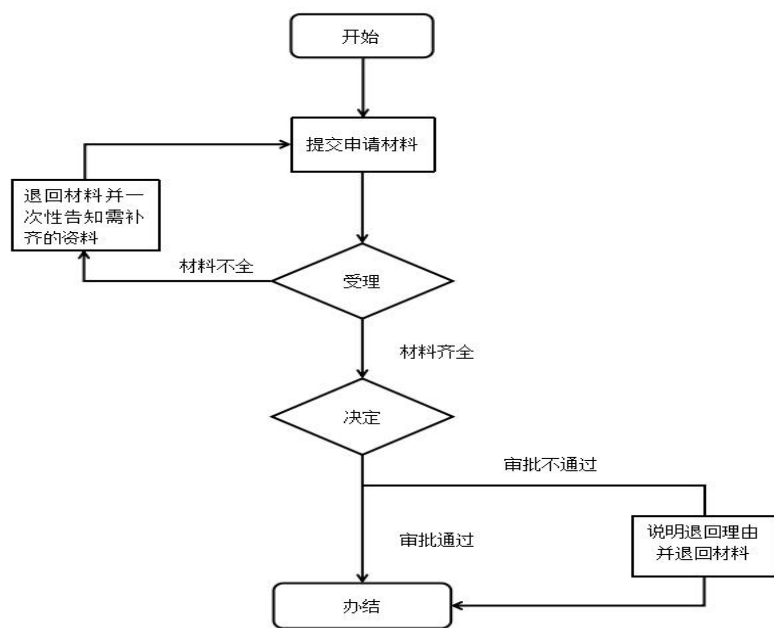 开始
提交申请材料
退回材料并一
次性告知需补
齐的资料
材料不全
受理
材料齐全
决定
审批不通过
审批通过
说明退回理由
并退回材料
办结